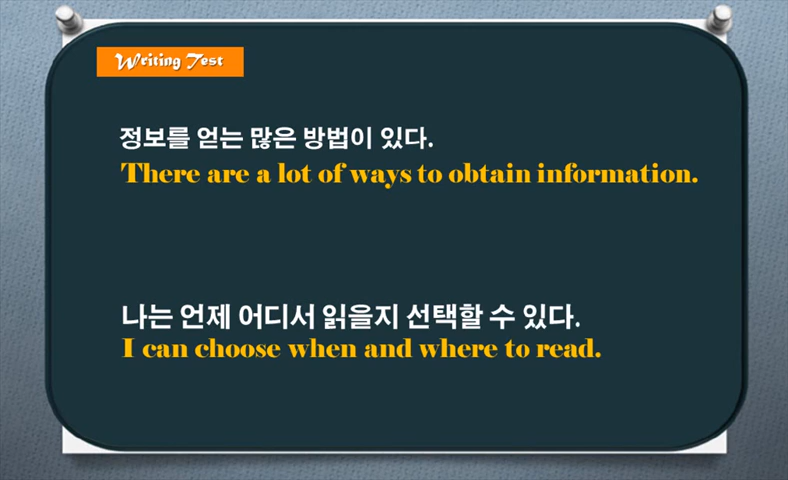 Writing Test
정보를 얻는 많은 방법이 있다.
There are a lot of ways to obtain information.
나는 언제 어디서 읽을지 선택할 수 있다.
I can choose when and where to read.